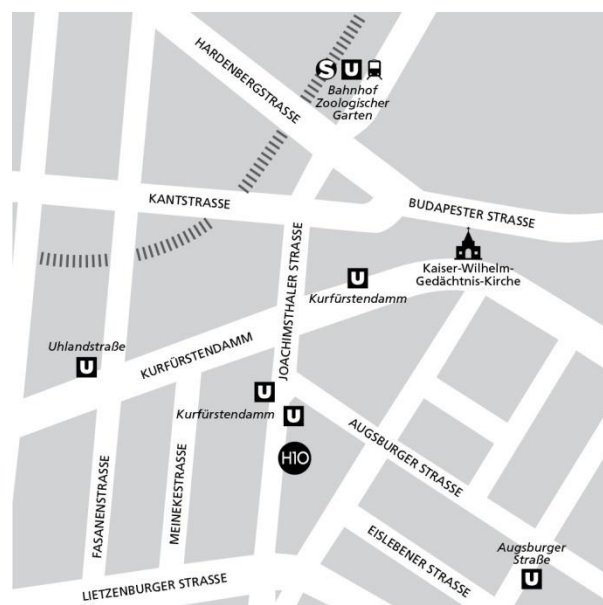 HARDENBERGSTRASSE
S U
Bahnhof
Zoologischer
Garten
KANTSTRASSE
BUDAPESTER STRASSE
JOACHIMSTHALER STRASSE
Kaiser-Wilhelm-
Gedächtnis-Kirche
U
Kurfürstendamm
Uhlandstraße
U
KURFÜRSTENDAMM
U
Kurfürstendamm
U
H10
AUGSBURGER STRASSE
FASANENSTRASSE
MEINEKESTRASSE
EISLEBENER STRASSE
Augsburger
Straße
U
LIETZENBURGER STRASSE